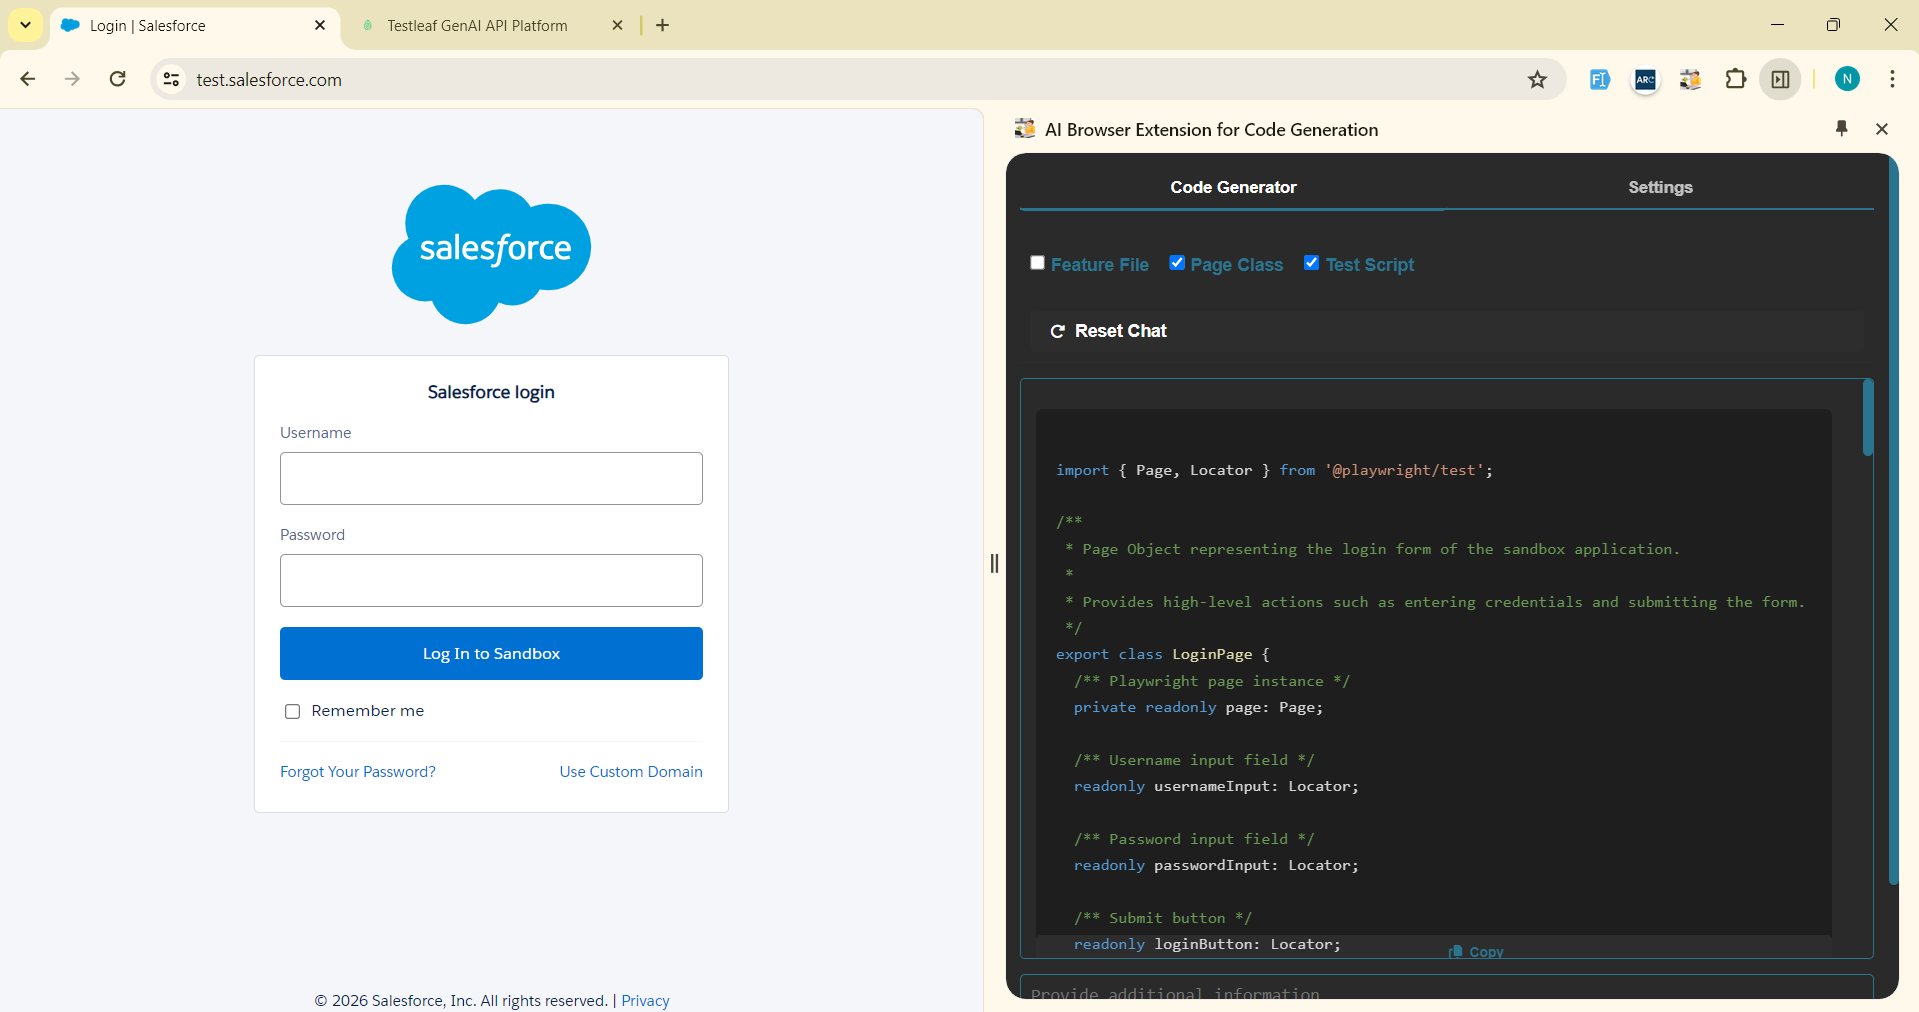 Login | Salesforce
Testleaf GenAI API Platform
test.salesforce.com
FI
ARC
N
salesforce
Salesforce login
Username
Password
Log In to Sandbox
Remember me
Forgot Your Password?
Use Custom Domain
© 2026 Salesforce, Inc. All rights reserved. | Privacy
AI Browser Extension for Code Generation
Code Generator
Settings
Feature File
Page Class
Test Script
Reset Chat
import { Page, Locator } from '@playwright/test';
/**
* Page Object representing the login form of the sandbox application.
*
* Provides high-level actions such as entering credentials and submitting the form.
*/
export class LoginPage {
/** Playwright page instance */
private readonly page: Page;
/** Username input field */
readonly usernameInput: Locator;
/** Password input field */
readonly passwordInput: Locator;
/** Submit button */
readonly loginButton: Locator;
Copy
Provide additional information